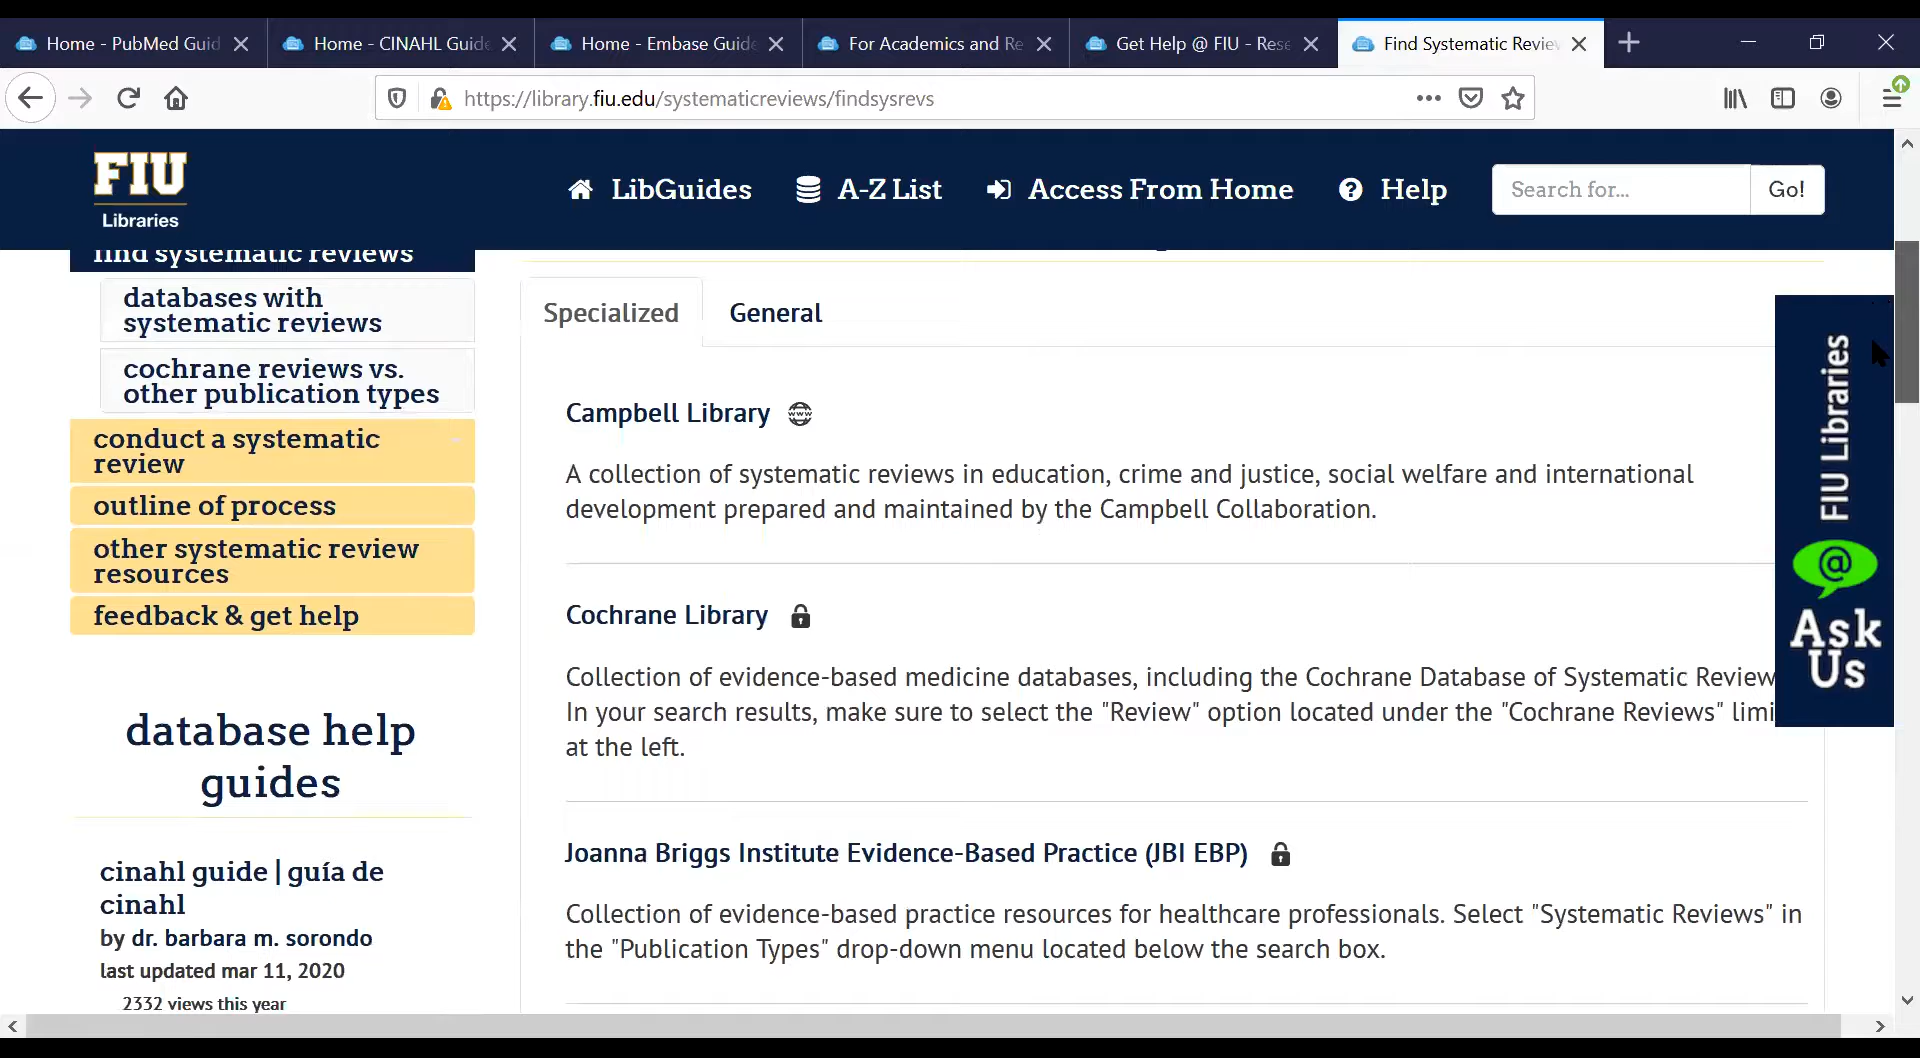 Home - PubMed Guid
Home - CINAHL Guide
Home - Embase Guide
For Academics and Re
Get Help @ FIU - Rese
Find Systematic Review
https://library.fiu.edu/systematicreviews/findsysrevs
FIU
Libraries
LibGuides
A-Z List
Access From Home
Help
Search for...
Go!
find systematic reviews
databases with
systematic reviews
cochrane reviews vs.
other publication types
conduct a systematic
review
outline of process
other systematic review
resources
feedback & get help
database help
guides
cinahl guide | guía de
cinahl
by dr. barbara m. sorondo
last updated mar 11, 2020
2332 views this year
Specialized
General
Campbell Library
A collection of systematic reviews in education, crime and justice, social welfare and international
development prepared and maintained by the Campbell Collaboration.
Cochrane Library
Collection of evidence-based medicine databases, including the Cochrane Database of Systematic Review
In your search results, make sure to select the "Review" option located under the "Cochrane Reviews" limi
at the left.
Joanna Briggs Institute Evidence-Based Practice (JBI EBP)
Collection of evidence-based practice resources for healthcare professionals. Select "Systematic Reviews" in
the "Publication Types" drop-down menu located below the search box.
FIU Libraries
@
Ask
Us